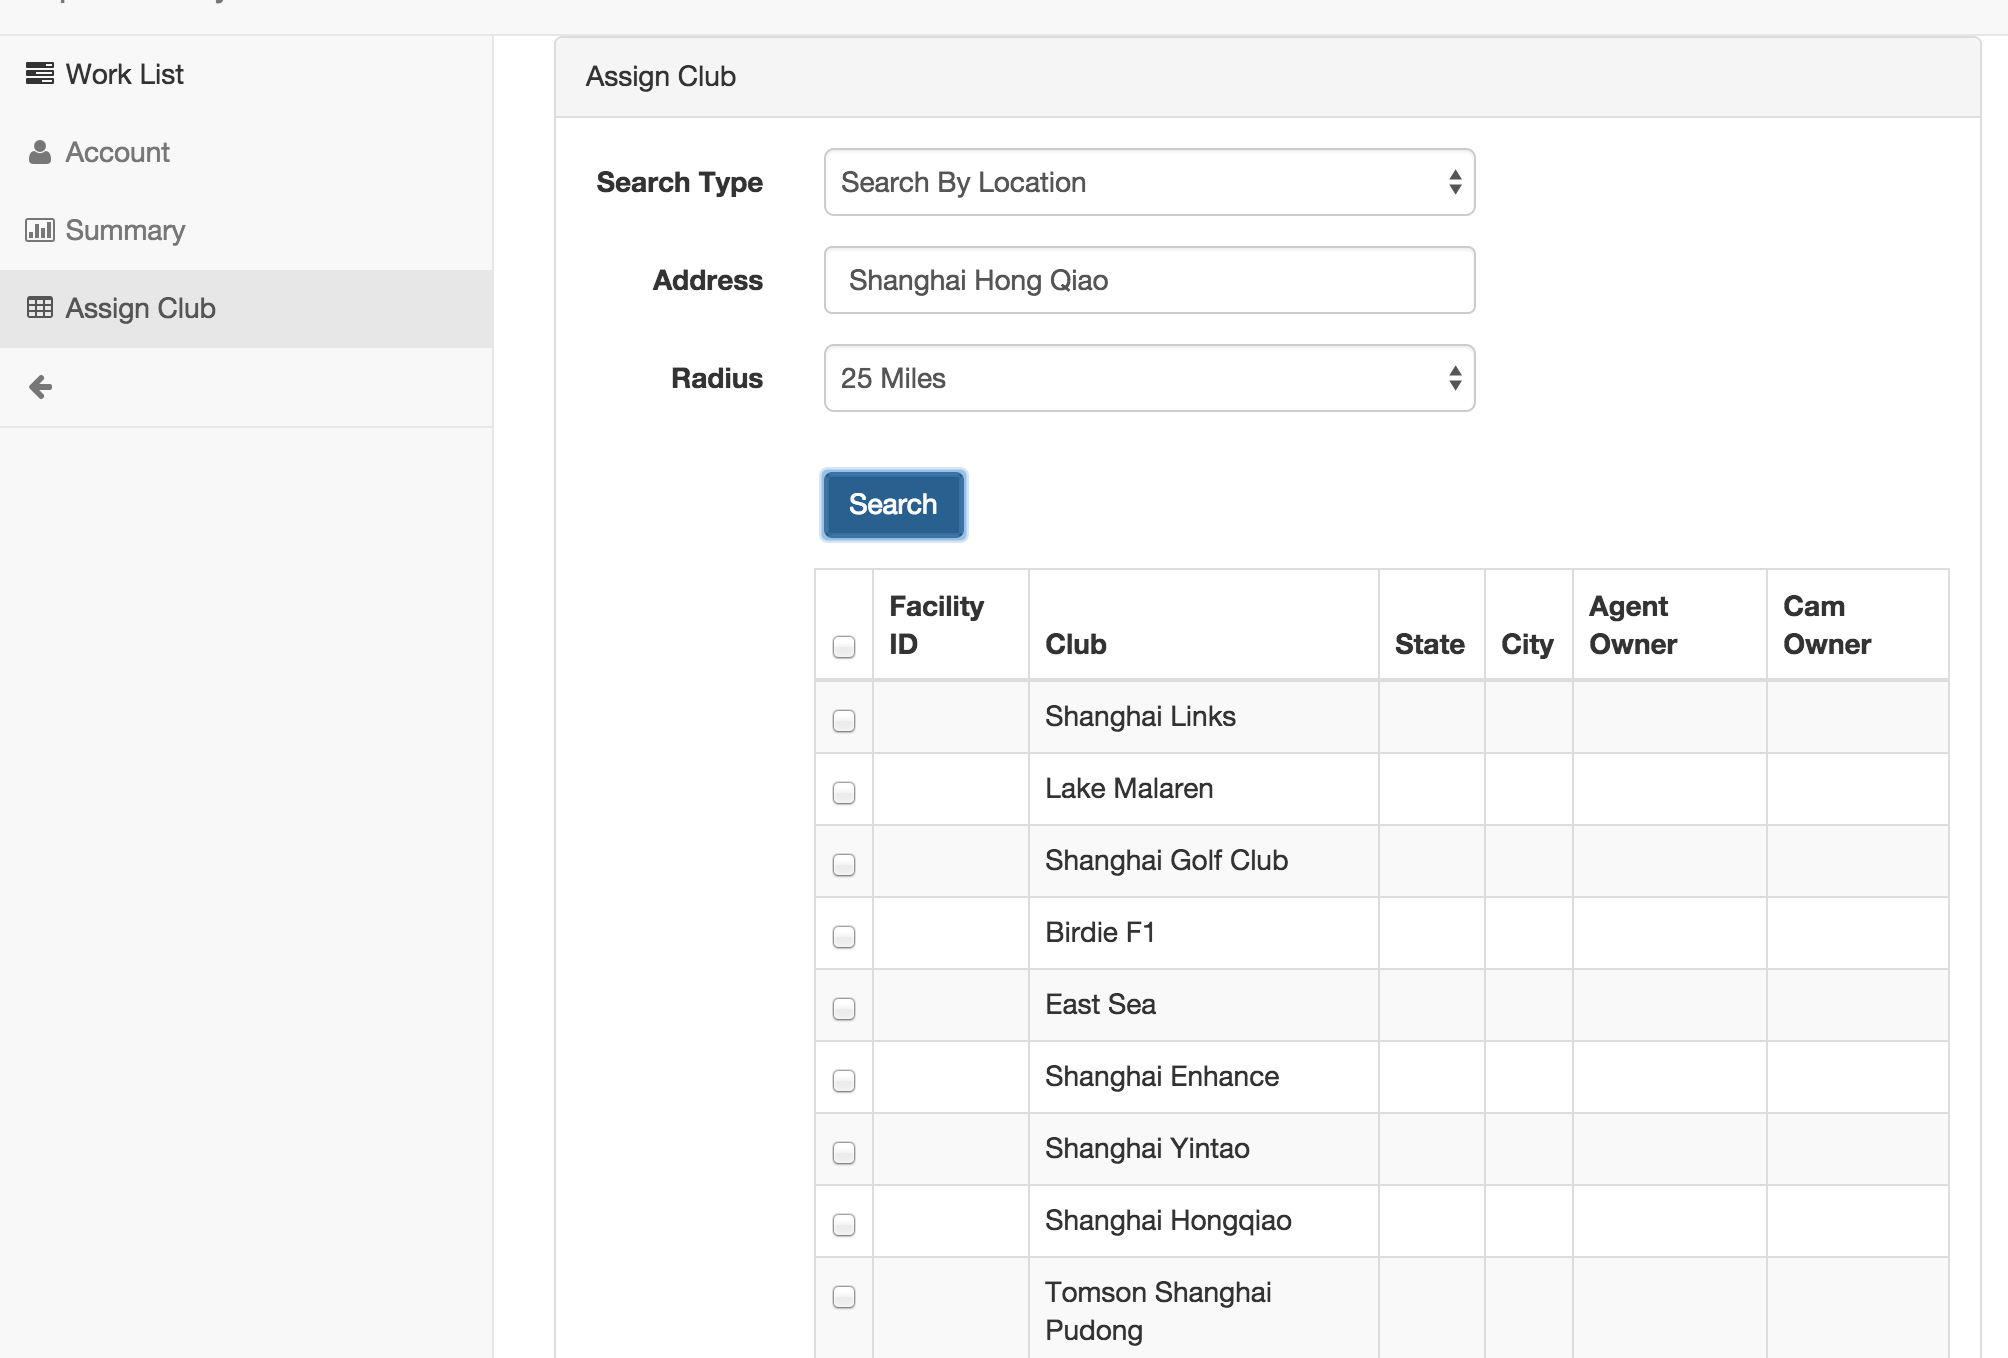 Work List
Account
Summary
Assign Club
Assign Club
Search Type
Search By Location
Address
Shanghai Hong Qiao
Radius
25 Miles
Search
Facility
ID
Club
State
City
Agent
Owner
Cam
Owner
Shanghai Links
Lake Malaren
Shanghai Golf Club
Birdie F1
East Sea
Shanghai Enhance
Shanghai Yintao
Shanghai Hongqiao
Tomson Shanghai
Pudong